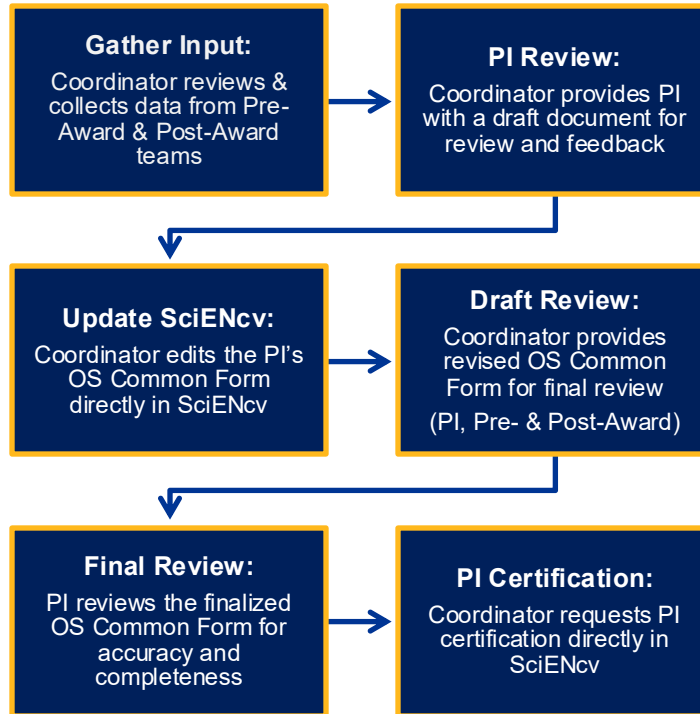 Gather Input:
Coordinator reviews &
collects data from Pre-
Award & Post-Award
teams
PI Review:
Coordinator provides PI
with a draft document for
review and feedback
Update SciENcv:
Coordinator edits the PI’s
OS Common Form
directly in SciENcv
Draft Review:
Coordinator provides
revised OS Common
Form for final review
(PI, Pre- & Post-Award)
Final Review:
PI reviews the finalized
OS Common Form for
accuracy and
completeness
PI Certification:
Coordinator requests PI
certification directly in
SciENcv